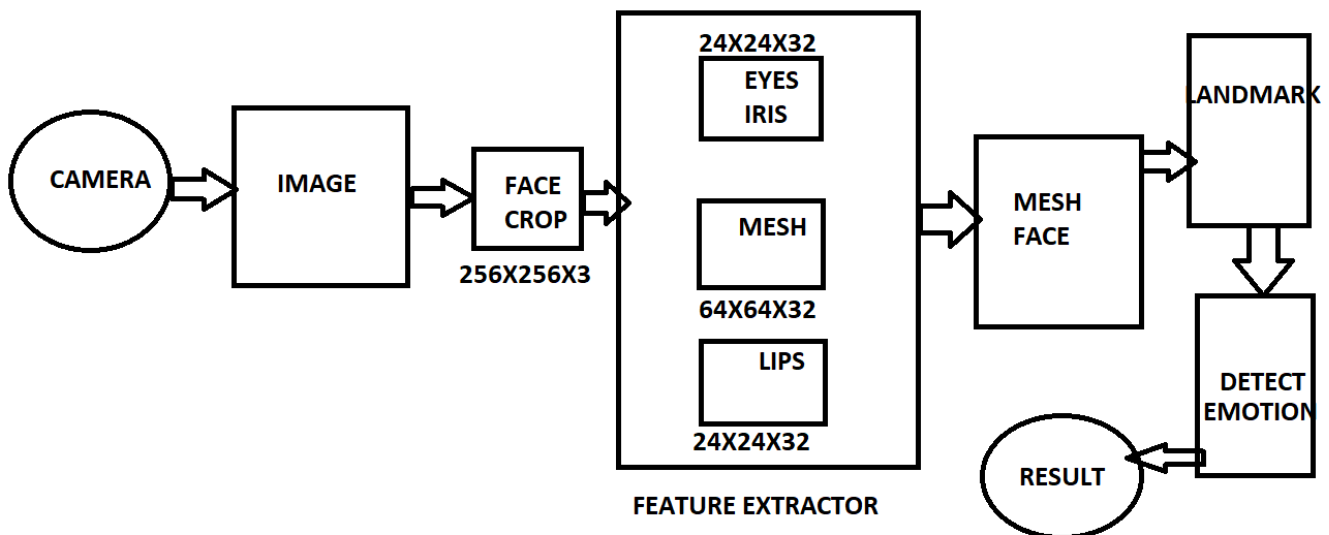 CAMERA
IMAGE
FACE
CROP
256X256X3
24X24X32
EYES
IRIS
MESH
64X64X32
LIPS
24X24X32
FEATURE EXTRACTOR
MESH
FACE
LANDMARK
DETECT
EMOTION
RESULT